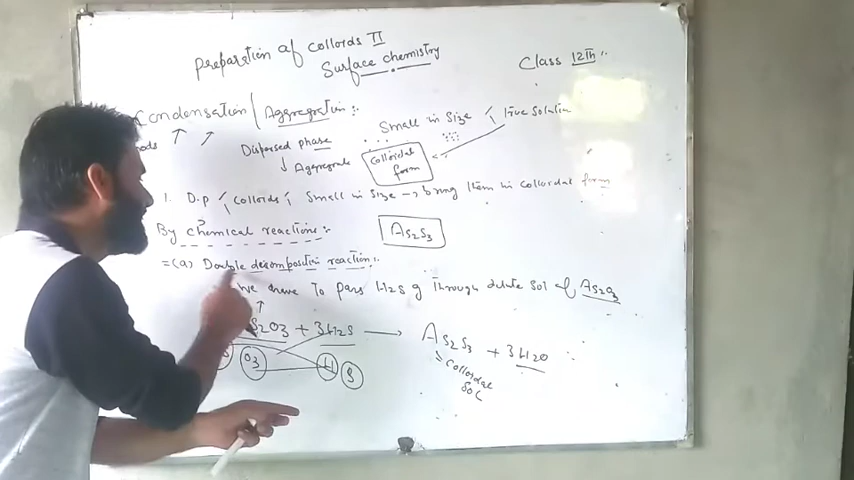 Preparation of Colloids II
Surface chemistry
Class 12th
Condensation / Aggregation :-
Dispersed phase
↓ Aggregate
Small in Size < True Solution
Colloidal form
1. D.P < Colloids < Small in Size → bring them in colloidal form
By chemical reactions :-
As2S3
=(a) Double decomposition reaction :-
We have To pass H2S g Through dilute Sol of As2O3
S2O3 + 3H2S → As2S3 + 3H2O
O3 H S
Colloidal
Sol